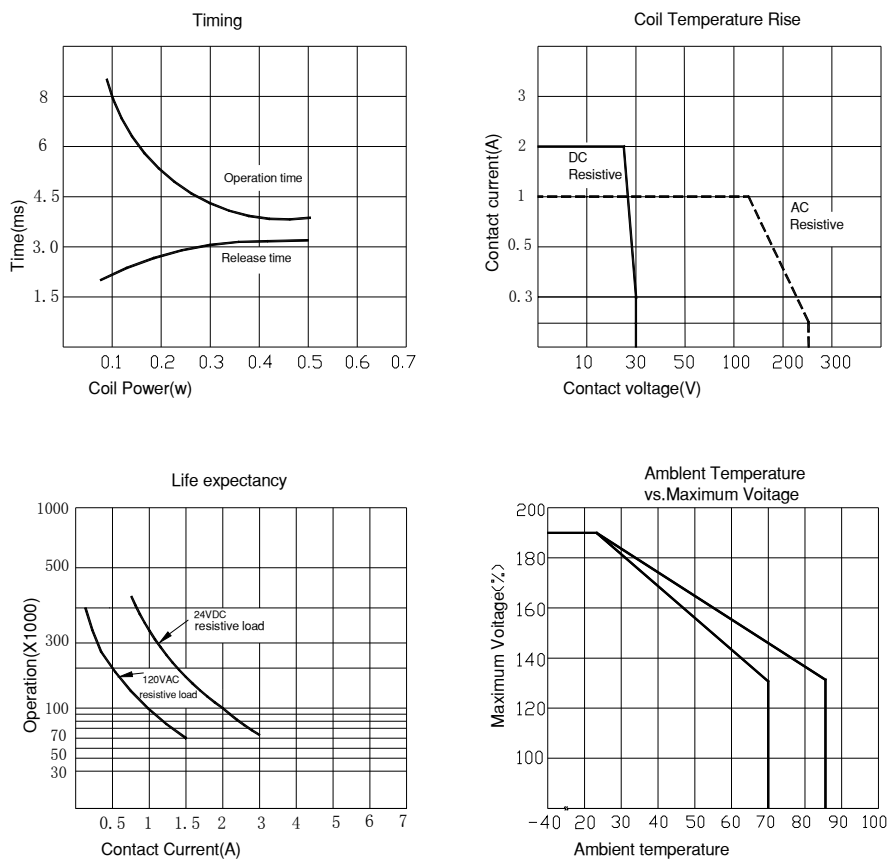 Timing
8
6
4.5
3.0
1.5
Time(ms)
Operation time
Release time
0.1 0.2 0.3 0.4 0.5 0.6 0.7
Coil Power(w)
Coil Temperature Rise
3
2
1
0.5
0.3
Contact current(A)
DC
Resistive
AC
Resistive
10 30 50 100 200 300
Contact voltage(V)
Life expectancy
1000
500
300
100
70
50
30
Operation(X1000)
24VDC
resistive load
120VAC
resistive load
0.5 1 1.5 2 3 4 5 6 7
Contact Current(A)
Amblent Temperature
vs.Maximum Voitage
200
180
160
140
120
100
Maximum Voitage(%)
-40 20 30 40 50 60 70 80 90 100
Ambient temperature